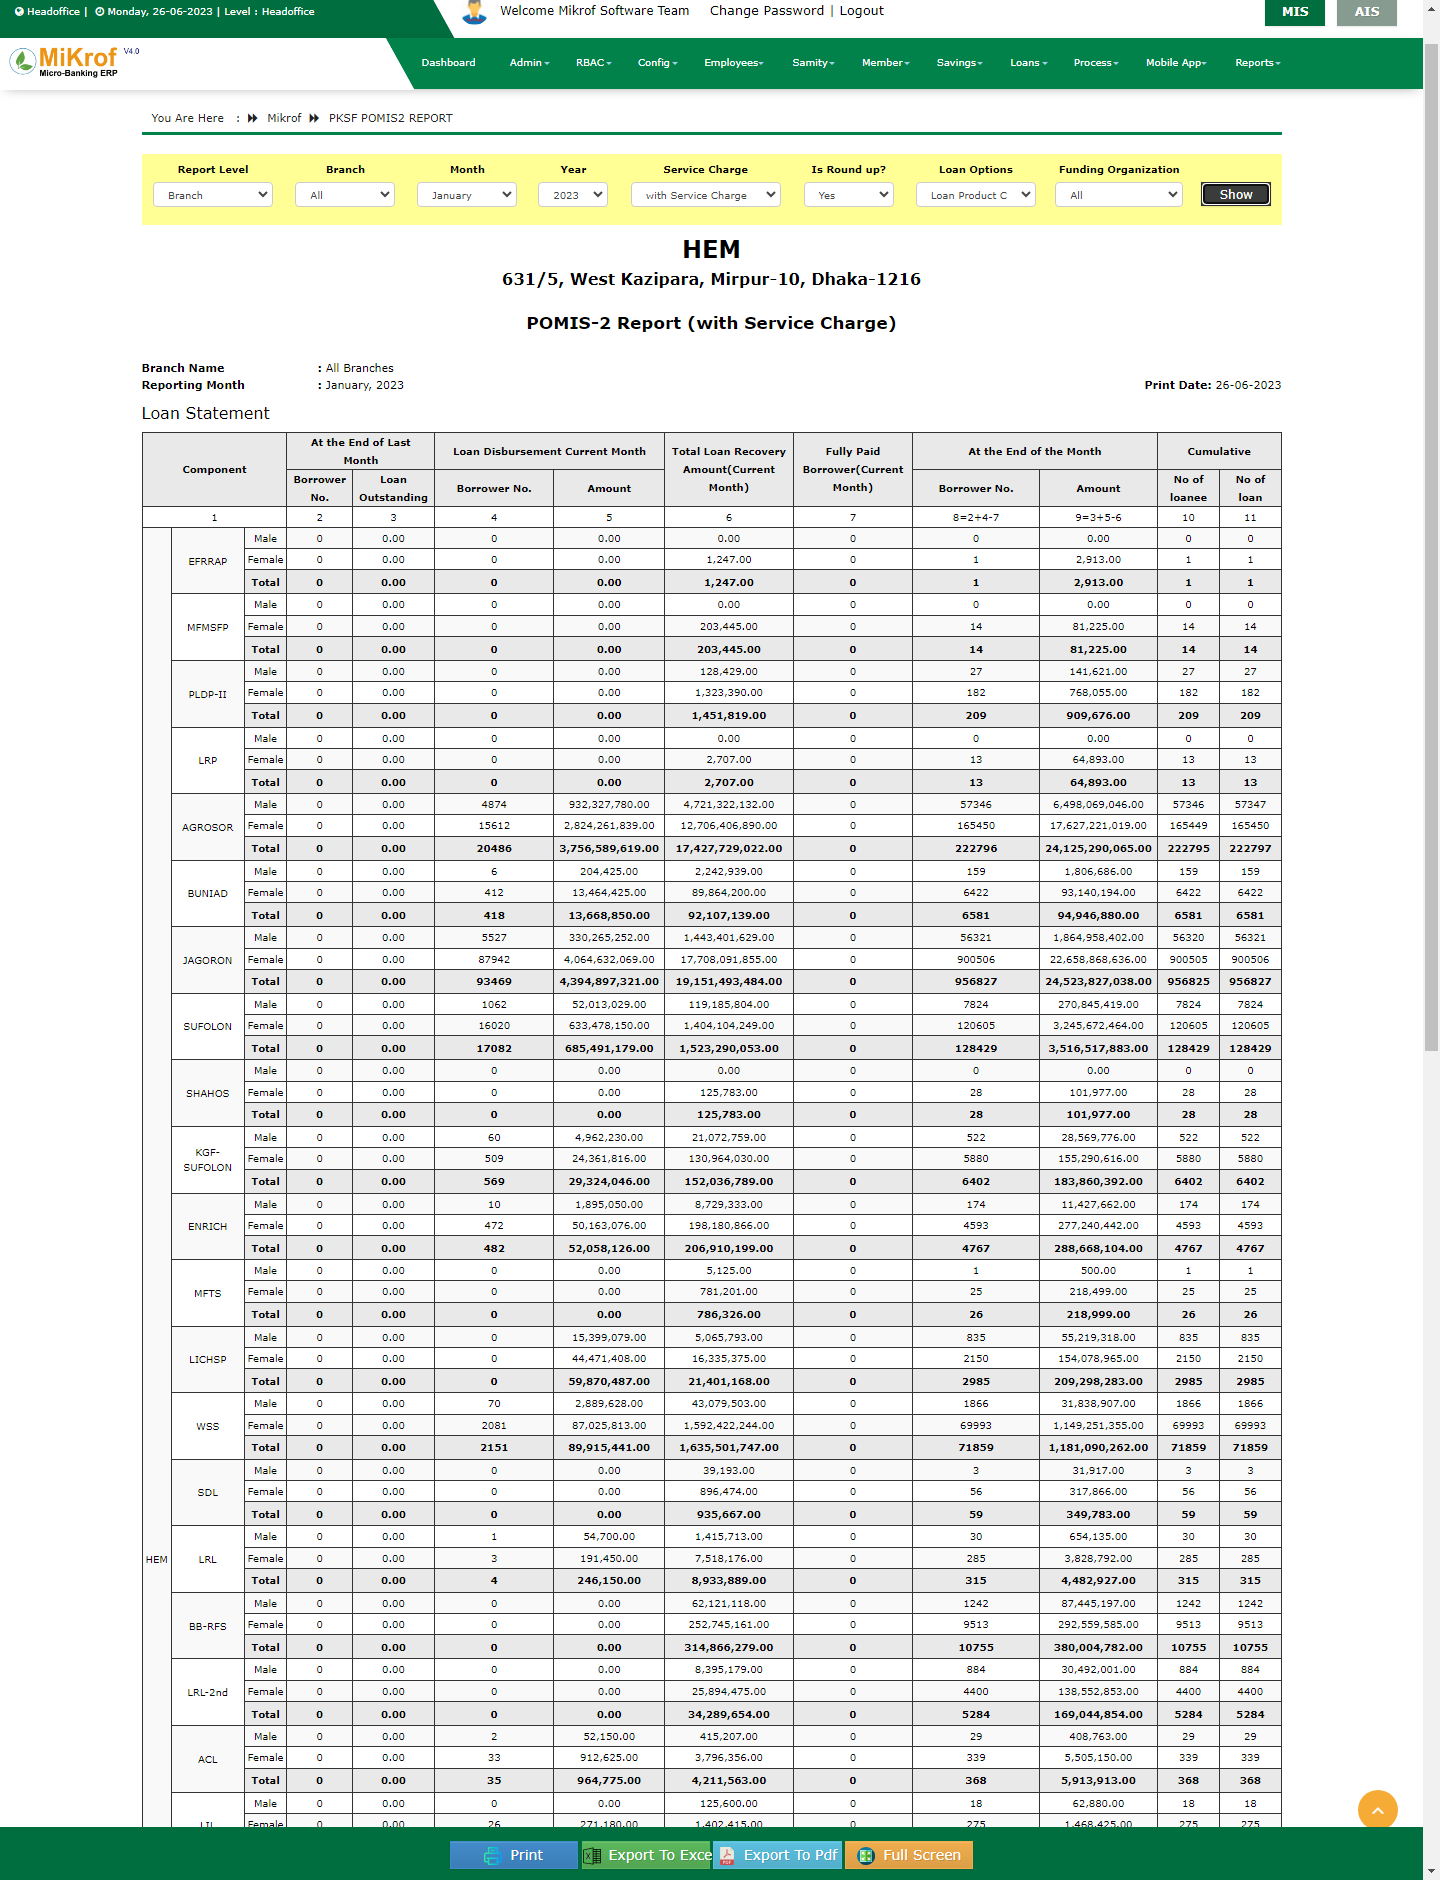 Headoffice | Monday, 26-06-2023 | Level : Headoffice
Welcome Mikrof Software Team Change Password | Logout
MIS AIS
MiKrof V4.0
Micro-Banking ERP
Dashboard Admin RBAC Config Employees Samity Member Savings Loans Process Mobile App Reports
You Are Here : Mikrof PKSF POMIS2 REPORT
Report Level Branch Month Year Service Charge Is Round up? Loan Options Funding Organization
Branch All January 2023 with Service Charge Yes Loan Product C All Show
HEM
631/5, West Kazipara, Mirpur-10, Dhaka-1216
POMIS-2 Report (with Service Charge)
Branch Name : All Branches
Reporting Month : January, 2023 Print Date: 26-06-2023
Loan Statement
Component At the End of Last Month Loan Disbursement Current Month Total Loan Recovery Amount(Current Month) Fully Paid Borrower(Current Month) At the End of the Month Cumulative
Borrower No. Loan Outstanding Borrower No. Amount Borrower No. Amount No of loanee No of loan
1 2 3 4 5 6 7 8=2+4-7 9=3+5-6 10 11
HEM
EFRRAP
Male 0 0.00 0 0.00 0.00 0 0 0.00 0 0
Female 0 0.00 0 0.00 1,247.00 0 1 2,913.00 1 1
Total 0 0.00 0 0.00 1,247.00 0 1 2,913.00 1 1
MFMSFP
Male 0 0.00 0 0.00 0.00 0 0 0.00 0 0
Female 0 0.00 0 0.00 203,445.00 0 14 81,225.00 14 14
Total 0 0.00 0 0.00 203,445.00 0 14 81,225.00 14 14
PLDP-II
Male 0 0.00 0 0.00 128,429.00 0 27 141,621.00 27 27
Female 0 0.00 0 0.00 1,323,390.00 0 182 768,055.00 182 182
Total 0 0.00 0 0.00 1,451,819.00 0 209 909,676.00 209 209
LRP
Male 0 0.00 0 0.00 0.00 0 0 0.00 0 0
Female 0 0.00 0 0.00 2,707.00 0 13 64,893.00 13 13
Total 0 0.00 0 0.00 2,707.00 0 13 64,893.00 13 13
AGROSOR
Male 0 0.00 4874 932,327,780.00 4,721,322,132.00 0 57346 6,498,069,046.00 57346 57347
Female 0 0.00 15612 2,824,261,839.00 12,706,406,890.00 0 165450 17,627,221,019.00 165449 165450
Total 0 0.00 20486 3,756,589,619.00 17,427,729,022.00 0 222796 24,125,290,065.00 222795 222797
BUNIAD
Male 0 0.00 6 204,425.00 2,242,939.00 0 159 1,806,686.00 159 159
Female 0 0.00 412 13,464,425.00 89,864,200.00 0 6422 93,140,194.00 6422 6422
Total 0 0.00 418 13,668,850.00 92,107,139.00 0 6581 94,946,880.00 6581 6581
JAGORON
Male 0 0.00 5527 330,265,252.00 1,443,401,629.00 0 56321 1,864,958,402.00 56320 56321
Female 0 0.00 87942 4,064,632,069.00 17,708,091,855.00 0 900506 22,658,868,636.00 900505 900506
Total 0 0.00 93469 4,394,897,321.00 19,151,493,484.00 0 956827 24,523,827,038.00 956825 956827
SUFOLON
Male 0 0.00 1062 52,013,029.00 119,185,804.00 0 7824 270,845,419.00 7824 7824
Female 0 0.00 16020 633,478,150.00 1,404,104,249.00 0 120605 3,245,672,464.00 120605 120605
Total 0 0.00 17082 685,491,179.00 1,523,290,053.00 0 128429 3,516,517,883.00 128429 128429
SHAHOS
Male 0 0.00 0 0.00 0.00 0 0 0.00 0 0
Female 0 0.00 0 0.00 125,783.00 0 28 101,977.00 28 28
Total 0 0.00 0 0.00 125,783.00 0 28 101,977.00 28 28
KGF-SUFOLON
Male 0 0.00 60 4,962,230.00 21,072,759.00 0 522 28,569,776.00 522 522
Female 0 0.00 509 24,361,816.00 130,964,030.00 0 5880 155,290,616.00 5880 5880
Total 0 0.00 569 29,324,046.00 152,036,789.00 0 6402 183,860,392.00 6402 6402
ENRICH
Male 0 0.00 10 1,895,050.00 8,729,333.00 0 174 11,427,662.00 174 174
Female 0 0.00 472 50,163,076.00 198,180,866.00 0 4593 277,240,442.00 4593 4593
Total 0 0.00 482 52,058,126.00 206,910,199.00 0 4767 288,668,104.00 4767 4767
MFTS
Male 0 0.00 0 0.00 5,125.00 0 1 500.00 1 1
Female 0 0.00 0 0.00 781,201.00 0 25 218,499.00 25 25
Total 0 0.00 0 0.00 786,326.00 0 26 218,999.00 26 26
LICHSP
Male 0 0.00 0 15,399,079.00 5,065,793.00 0 835 55,219,318.00 835 835
Female 0 0.00 0 44,471,408.00 16,335,375.00 0 2150 154,078,965.00 2150 2150
Total 0 0.00 0 59,870,487.00 21,401,168.00 0 2985 209,298,283.00 2985 2985
WSS
Male 0 0.00 70 2,889,628.00 43,079,503.00 0 1866 31,838,907.00 1866 1866
Female 0 0.00 2081 87,025,813.00 1,592,422,244.00 0 69993 1,149,251,355.00 69993 69993
Total 0 0.00 2151 89,915,441.00 1,635,501,747.00 0 71859 1,181,090,262.00 71859 71859
SDL
Male 0 0.00 0 0.00 39,193.00 0 3 31,917.00 3 3
Female 0 0.00 0 0.00 896,474.00 0 56 317,866.00 56 56
Total 0 0.00 0 0.00 935,667.00 0 59 349,783.00 59 59
LRL
Male 0 0.00 1 54,700.00 1,415,713.00 0 30 654,135.00 30 30
Female 0 0.00 3 191,450.00 7,518,176.00 0 285 3,828,792.00 285 285
Total 0 0.00 4 246,150.00 8,933,889.00 0 315 4,482,927.00 315 315
BB-RFS
Male 0 0.00 0 0.00 62,121,118.00 0 1242 87,445,197.00 1242 1242
Female 0 0.00 0 0.00 252,745,161.00 0 9513 292,559,585.00 9513 9513
Total 0 0.00 0 0.00 314,866,279.00 0 10755 380,004,782.00 10755 10755
LRL-2nd
Male 0 0.00 0 0.00 8,395,179.00 0 884 30,492,001.00 884 884
Female 0 0.00 0 0.00 25,894,475.00 0 4400 138,552,853.00 4400 4400
Total 0 0.00 0 0.00 34,289,654.00 0 5284 169,044,854.00 5284 5284
ACL
Male 0 0.00 2 52,150.00 415,207.00 0 29 408,763.00 29 29
Female 0 0.00 33 912,625.00 3,796,356.00 0 339 5,505,150.00 339 339
Total 0 0.00 35 964,775.00 4,211,563.00 0 368 5,913,913.00 368 368
Male 0 0.00 0 0.00 125,600.00 0 18 62,880.00 18 18
Female 0 0.00 26 271,180.00 1,402,415.00 0 275 1,468,425.00 275 275
Print Export To Exce Export To Pdf Full Screen